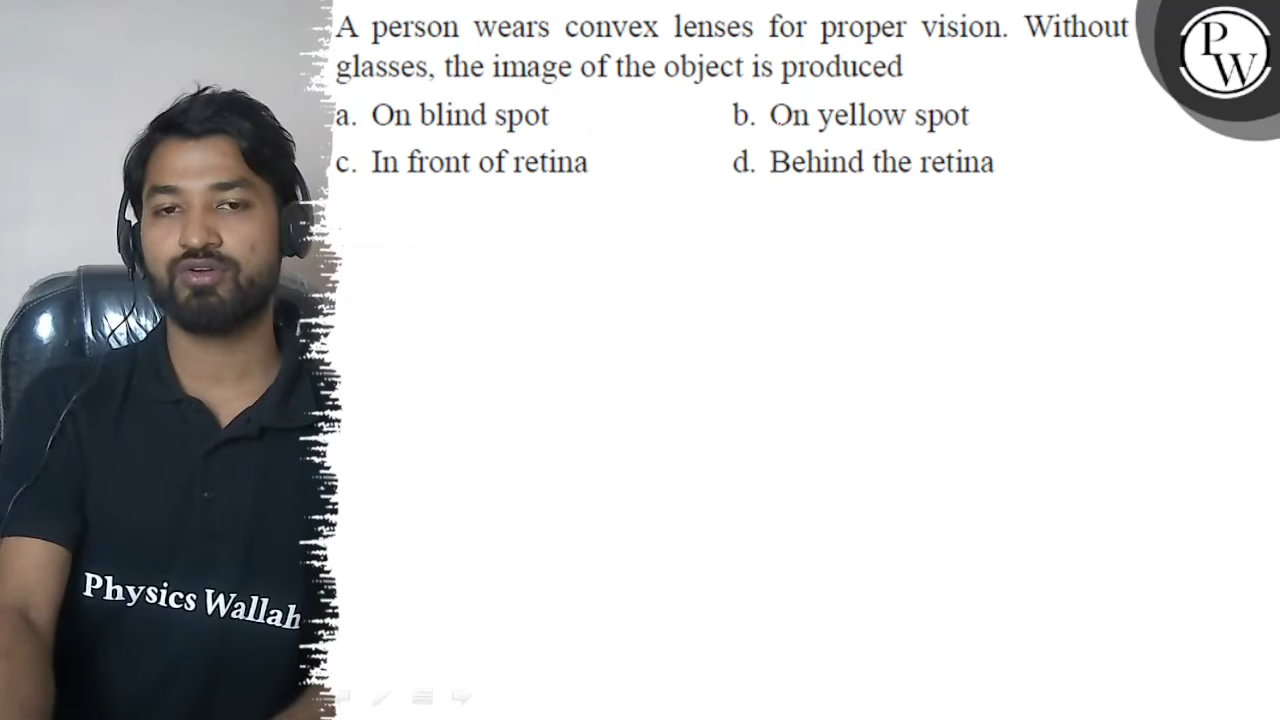 A person wears convex lenses for proper vision. Without
glasses, the image of the object is produced
a. On blind spot b. On yellow spot
c. In front of retina d. Behind the retina
PW
Physics Wallah